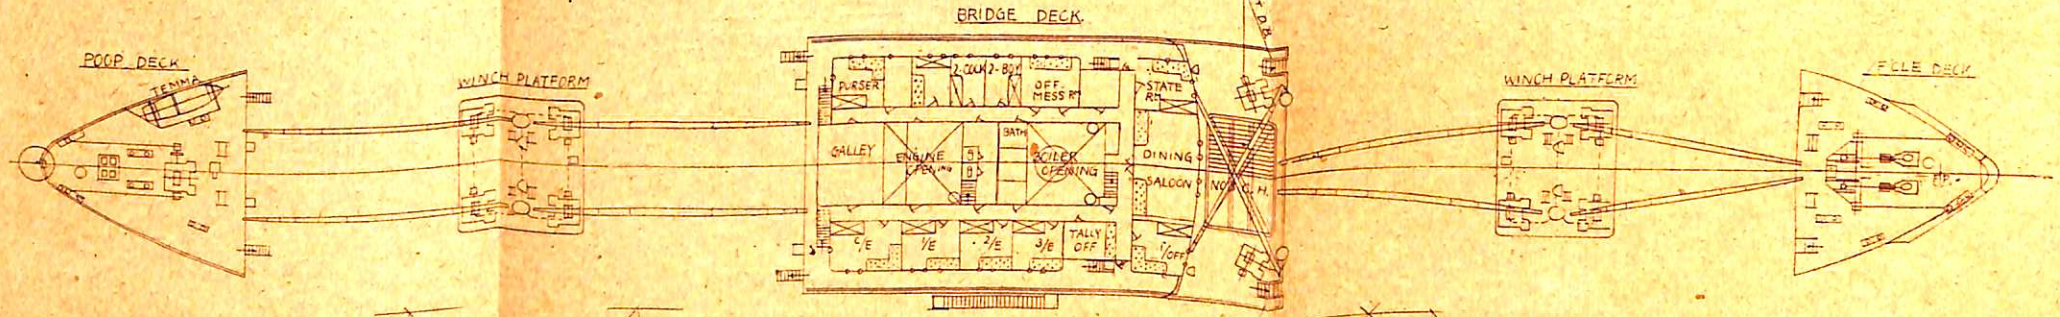 BRIDGE DECK.
POOP DECK
TEMMA
WINCH PLATFORM
PURSER
2-COOK
2-BOY
OFF.
MESS RM
STATE
RM
GALLEY
ENGINE
OPENING
BATH
BOILER
OPENING
DINING
SALOON
C/E
1/E
2/E
3/E
TALLY
OFF
1/OFF
WINCH PLATFORM
F'CLE DECK